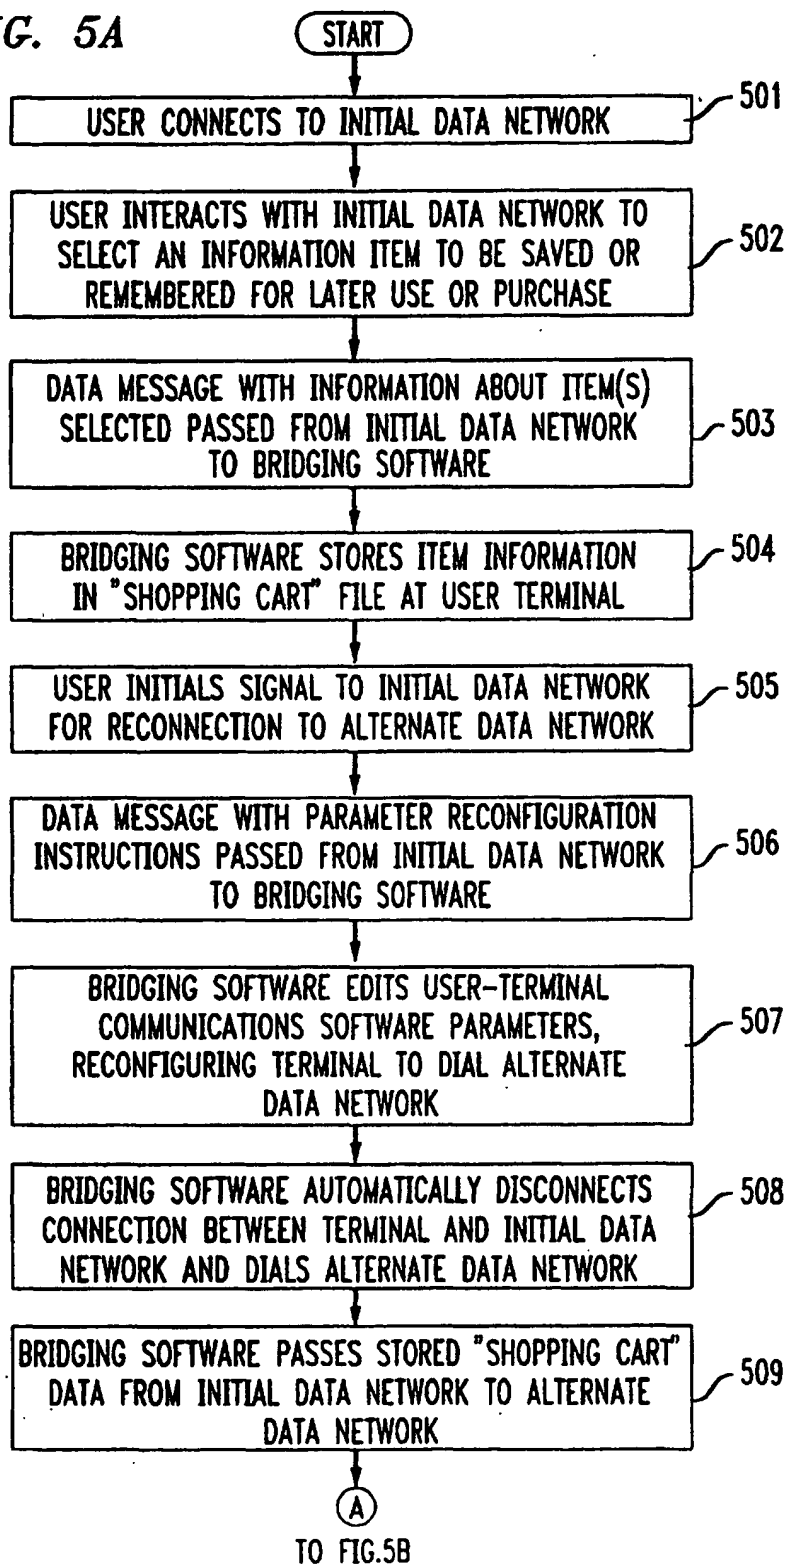 G. 5A
START
USER CONNECTS TO INITIAL DATA NETWORK
501
USER INTERACTS WITH INITIAL DATA NETWORK TO
SELECT AN INFORMATION ITEM TO BE SAVED OR
REMEMBERED FOR LATER USE OR PURCHASE
502
DATA MESSAGE WITH INFORMATION ABOUT ITEM(S)
SELECTED PASSED FROM INITIAL DATA NETWORK
TO BRIDGING SOFTWARE
503
BRIDGING SOFTWARE STORES ITEM INFORMATION
IN "SHOPPING CART" FILE AT USER TERMINAL
504
USER INITIALS SIGNAL TO INITIAL DATA NETWORK
FOR RECONNECTION TO ALTERNATE DATA NETWORK
505
DATA MESSAGE WITH PARAMETER RECONFIGURATION
INSTRUCTIONS PASSED FROM INITIAL DATA NETWORK
TO BRIDGING SOFTWARE
506
BRIDGING SOFTWARE EDITS USER-TERMINAL
COMMUNICATIONS SOFTWARE PARAMETERS,
RECONFIGURING TERMINAL TO DIAL ALTERNATE
DATA NETWORK
507
BRIDGING SOFTWARE AUTOMATICALLY DISCONNECTS
CONNECTION BETWEEN TERMINAL AND INITIAL DATA
NETWORK AND DIALS ALTERNATE DATA NETWORK
508
BRIDGING SOFTWARE PASSES STORED "SHOPPING CART"
DATA FROM INITIAL DATA NETWORK TO ALTERNATE
DATA NETWORK
509
A
TO FIG.5B